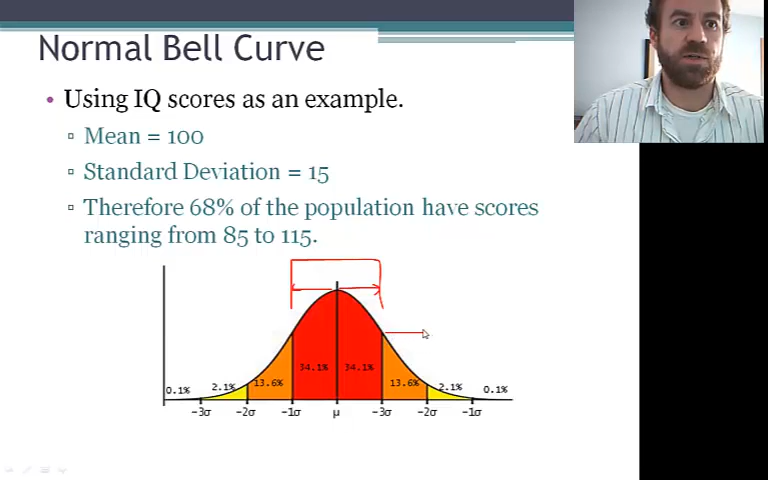 Normal Bell Curve
• Using IQ scores as an example.
▫ Mean = 100
▫ Standard Deviation = 15
▫ Therefore 68% of the population have scores
ranging from 85 to 115.
0.1% 2.1% 13.6% 34.1% 34.1% 13.6% 2.1% 0.1%
-3σ -2σ -1σ μ -3σ -2σ -1σ